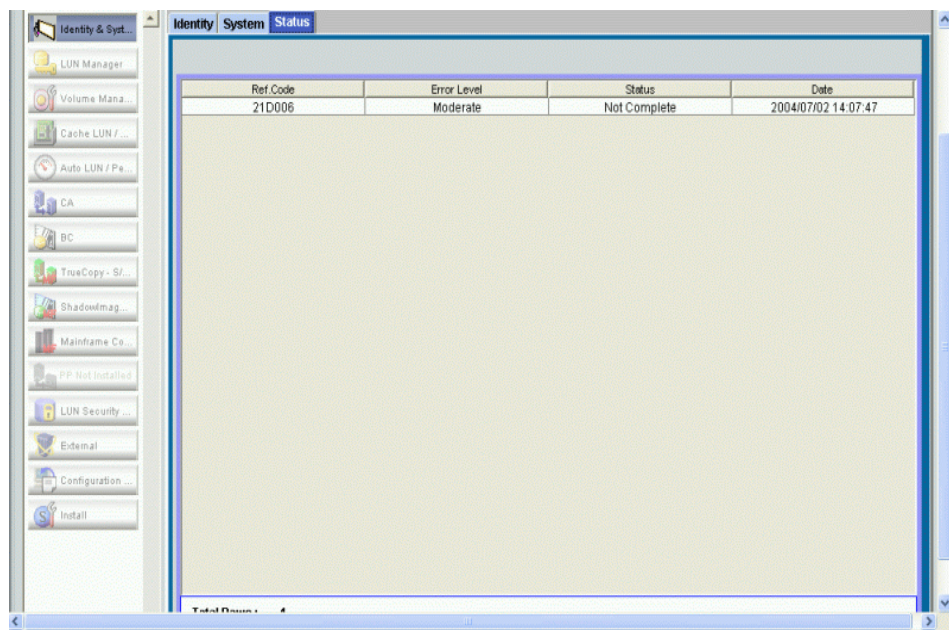 Identity & Syst...
LUN Manager
Volume Mana...
Cache LUN / ...
Auto LUN / Pe...
CA
BC
TrueCopy - S/...
ShadowImag...
Mainframe Co...
PP Not Installed
LUN Security ...
External
Configuration ...
Install
Identity System Status
Ref.Code Error Level Status Date
21D006 Moderate Not Complete 2004/07/02 14:07:47
Total Rows :